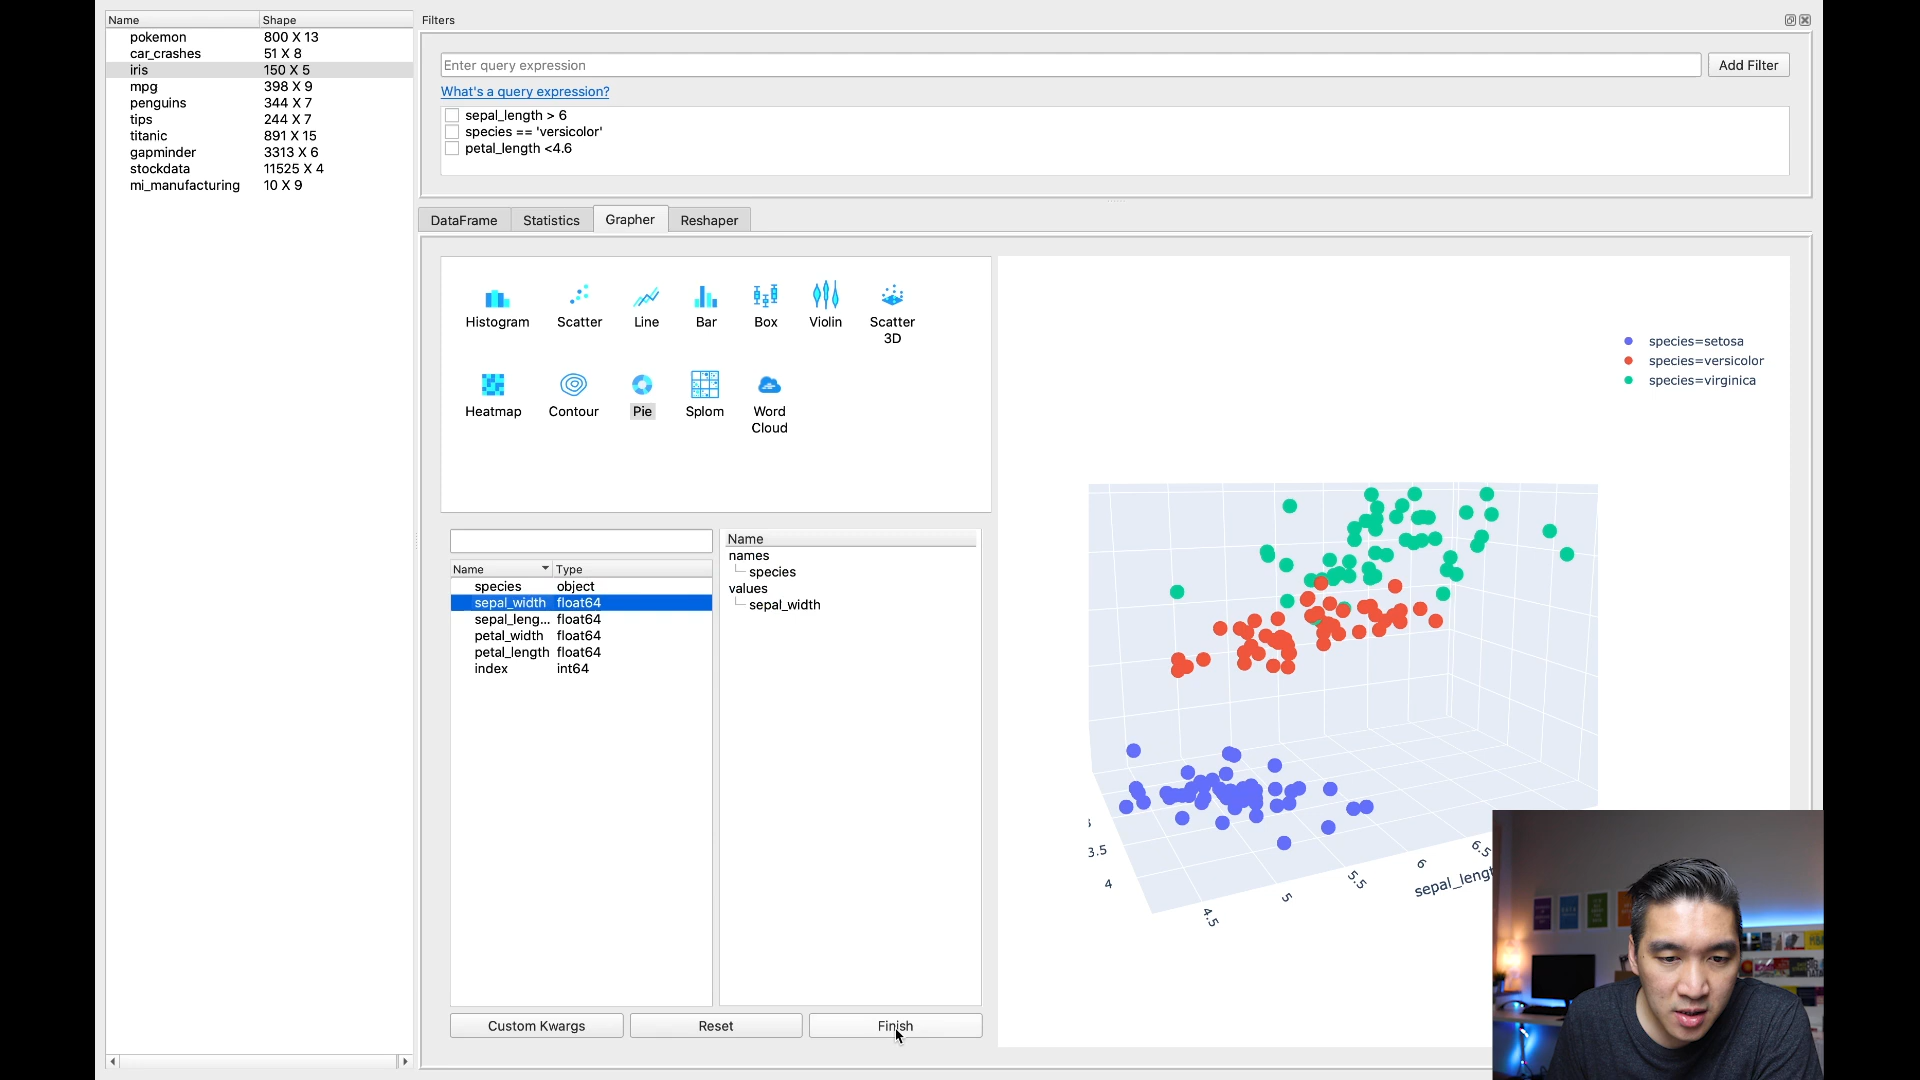 Name Shape
pokemon 800 X 13
car_crashes 51 X 8
iris 150 X 5
mpg 398 X 9
penguins 344 X 7
tips 244 X 7
titanic 891 X 15
gapminder 3313 X 6
stockdata 11525 X 4
mi_manufacturing 10 X 9
Filters
Enter query expression
Add Filter
What's a query expression?
sepal_length > 6
species == 'versicolor'
petal_length <4.6
DataFrame Statistics Grapher Reshaper
Histogram Scatter Line Bar Box Violin Scatter
3D
Heatmap Contour Pie Splom Word
Cloud
Name Type
species object
sepal_width float64
sepal_leng... float64
petal_width float64
petal_length float64
index int64
Name
names
species
values
sepal_width
Custom Kwargs Reset Finish
species=setosa
species=versicolor
species=virginica
3.5
4
4.5
5
5.5
6
6.5
sepal_lengt